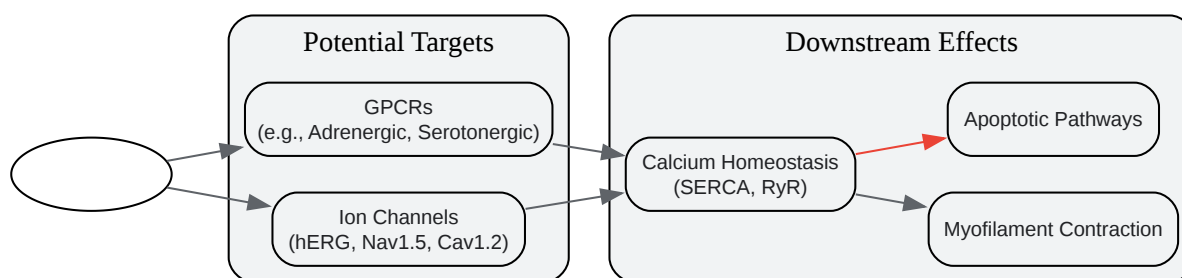 Potential Targets
GPCRs
(e.g., Adrenergic, Serotonergic)
Ion Channels
(hERG, Nav1.5, Cav1.2)
Downstream Effects
Calcium Homeostasis
(SERCA, RyR)
Apoptotic Pathways
Myofilament Contraction